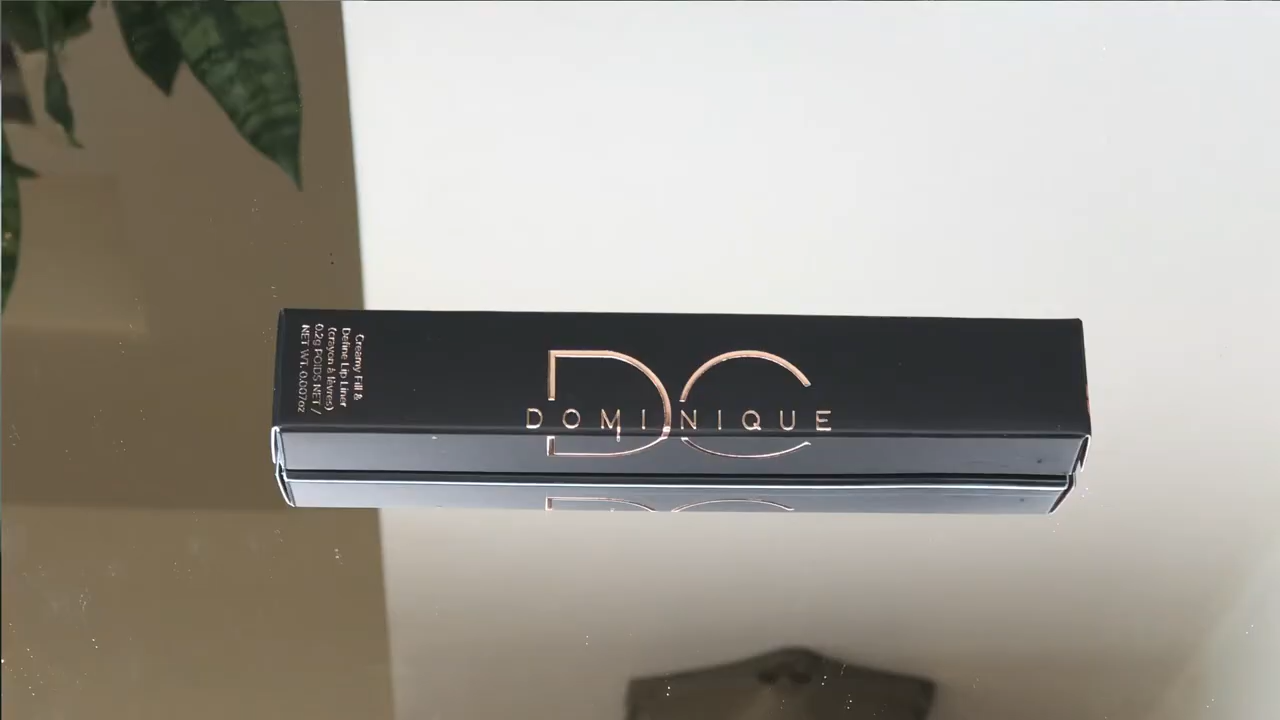 DC
DOMINIQUE
Creamy Fill &
Define Lip Liner
(crayon à lèvres)
0.2g POIDS NET /
NET WT. 0.007oz